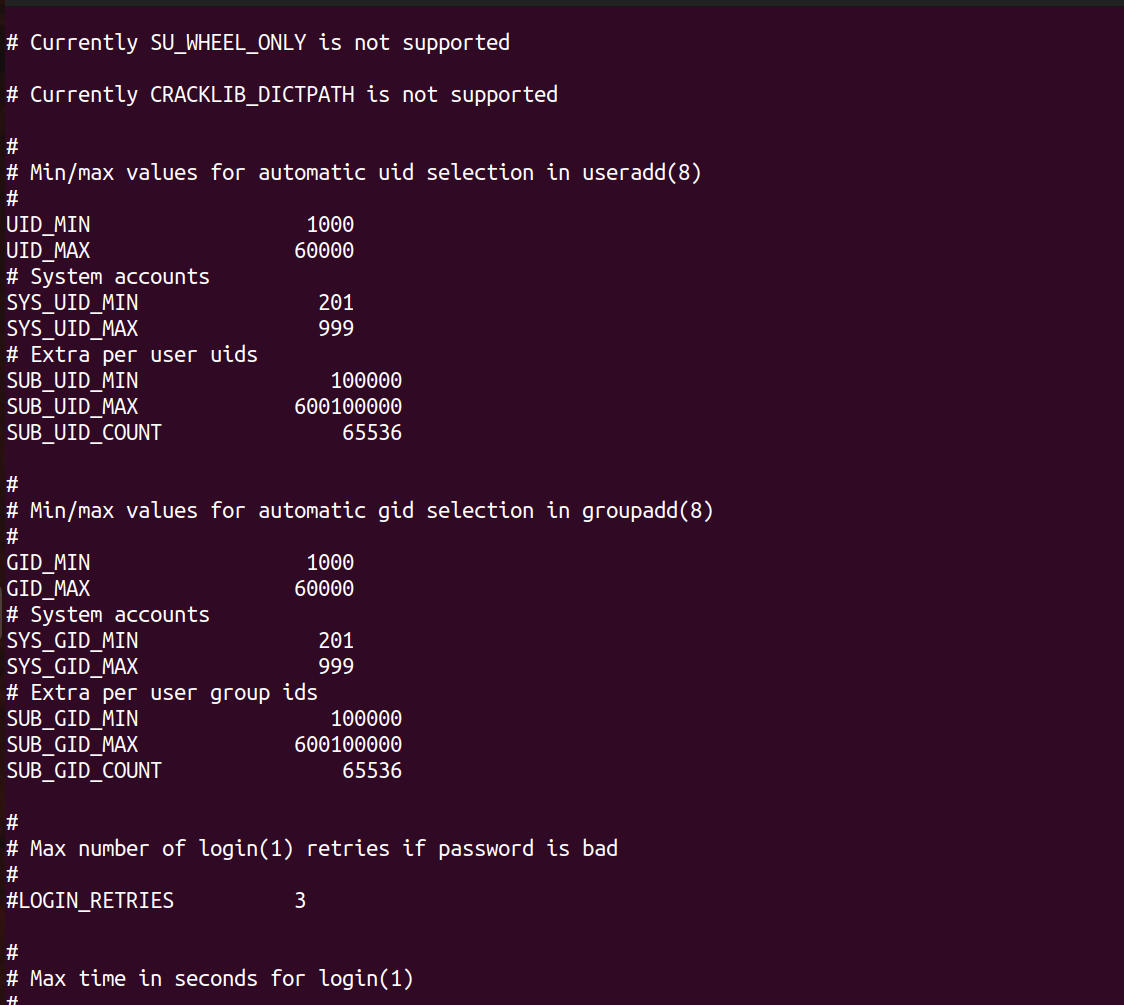 # Currently SU_WHEEL_ONLY is not supported
# Currently CRACKLIB_DICTPATH is not supported
#
# Min/max values for automatic uid selection in useradd(8)
#
UID_MIN                  1000
UID_MAX                 60000
# System accounts
SYS_UID_MIN               201
SYS_UID_MAX               999
# Extra per user uids
SUB_UID_MIN                100000
SUB_UID_MAX             600100000
SUB_UID_COUNT               65536
#
# Min/max values for automatic gid selection in groupadd(8)
#
GID_MIN                  1000
GID_MAX                 60000
# System accounts
SYS_GID_MIN               201
SYS_GID_MAX               999
# Extra per user group ids
SUB_GID_MIN                100000
SUB_GID_MAX             600100000
SUB_GID_COUNT               65536
#
# Max number of login(1) retries if password is bad
#
#LOGIN_RETRIES          3
#
# Max time in seconds for login(1)
#